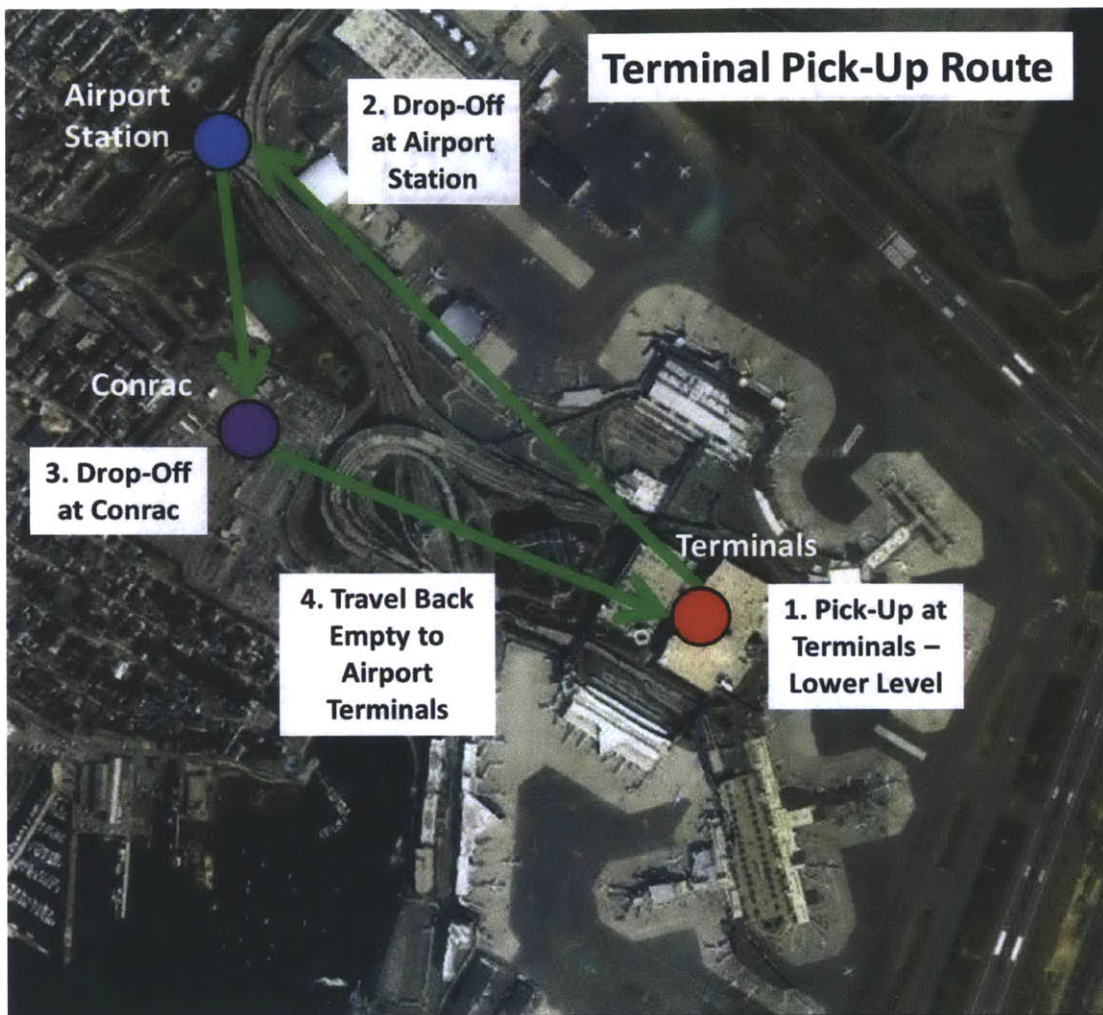 Terminal Pick-Up Route
Airport
Station
2. Drop-Off
at Airport
Station
Conrac
3. Drop-Off
at Conrac
Terminals
4. Travel Back
Empty to
Airport
Terminals
1. Pick-Up at
Terminals –
Lower Level